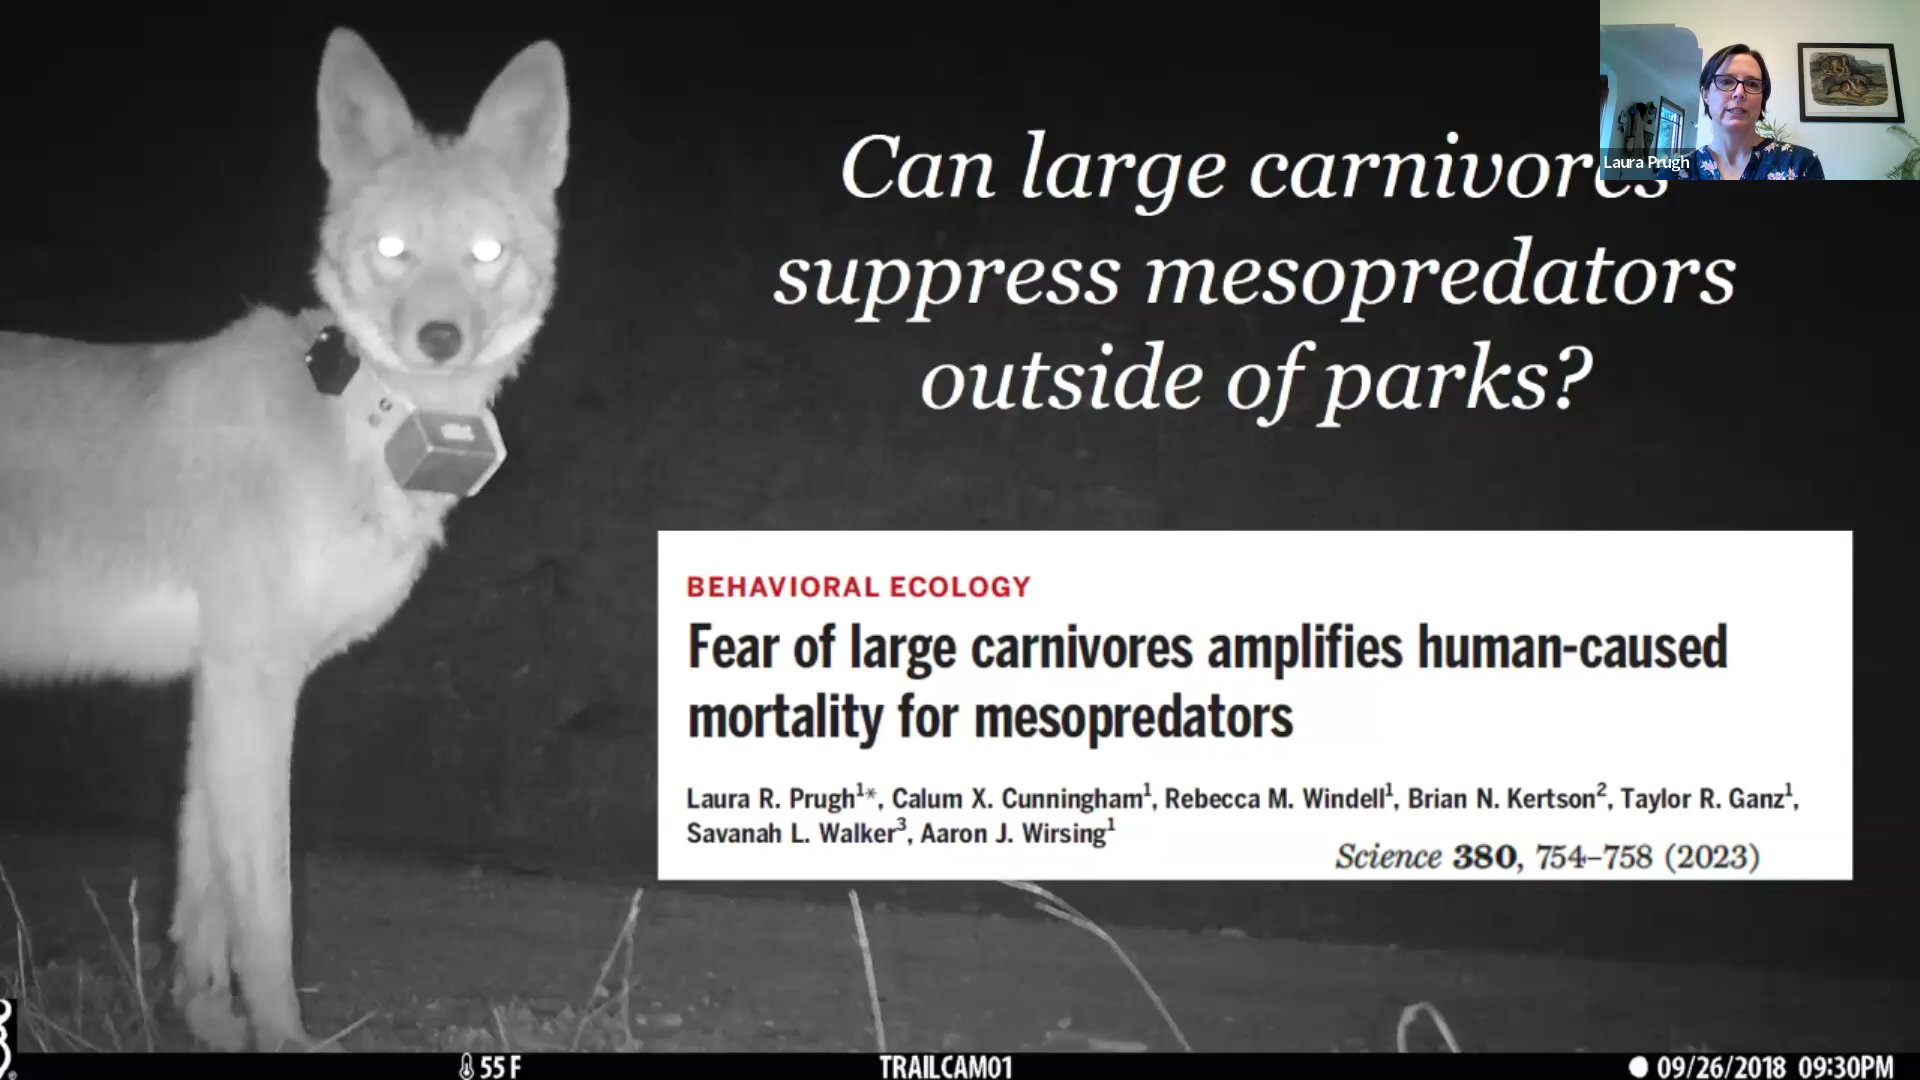 Can large carnivores
suppress mesopredators
outside of parks?
Laura Prugh
BEHAVIORAL ECOLOGY
Fear of large carnivores amplifies human-caused
mortality for mesopredators
Laura R. Prugh¹*, Calum X. Cunningham¹, Rebecca M. Windell¹, Brian N. Kertson², Taylor R. Ganz¹,
Savanah L. Walker³, Aaron J. Wirsing¹
Science 380, 754–758 (2023)
55 F TRAILCAM01 09/26/2018 09:30PM